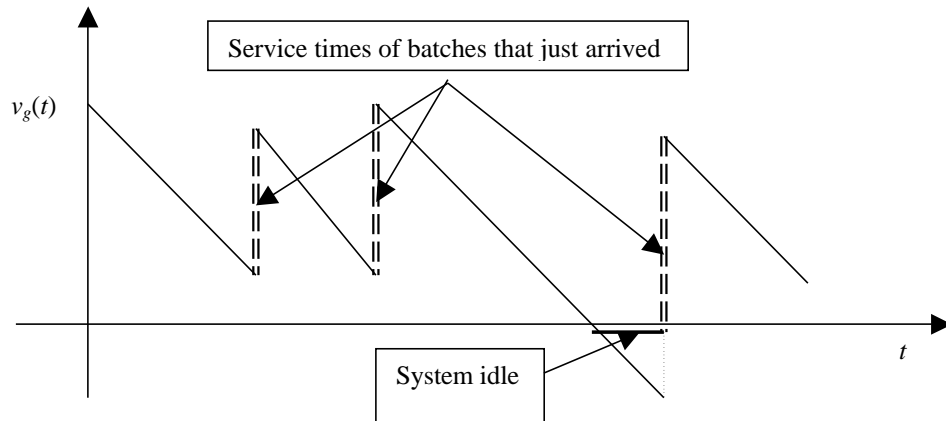 Service times of batches that just arrived
v_g(t)
t
System idle